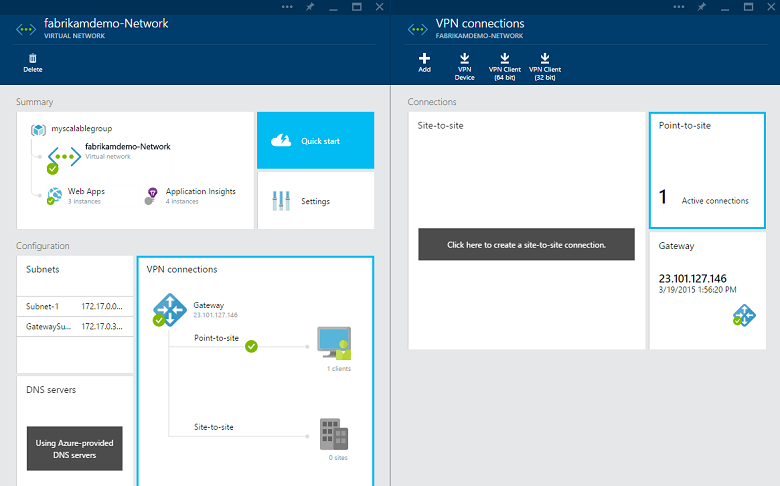 fabrikamdemo-Network
VIRTUAL NETWORK
Delete
Summary
myscalablegroup
fabrikamdemo-Network
Virtual network
Web Apps
3 instances
Application Insights
4 instances
Quick start
Settings
Configuration
Subnets
Subnet-1 172.17.0.0...
GatewaySu... 172.17.0.3...
DNS servers
Using Azure-provided
DNS servers
VPN connections
Gateway
23.101.127.146
Point-to-site
1 clients
Site-to-site
0 sites
VPN connections
FABRIKAMDEMO-NETWORK
Add
VPN
Device
VPN Client
(64 bit)
VPN Client
(32 bit)
Connections
Site-to-site
Click here to create a site-to-site connection.
Point-to-site
1 Active connections
Gateway
23.101.127.146
3/19/2015 1:56:20 PM